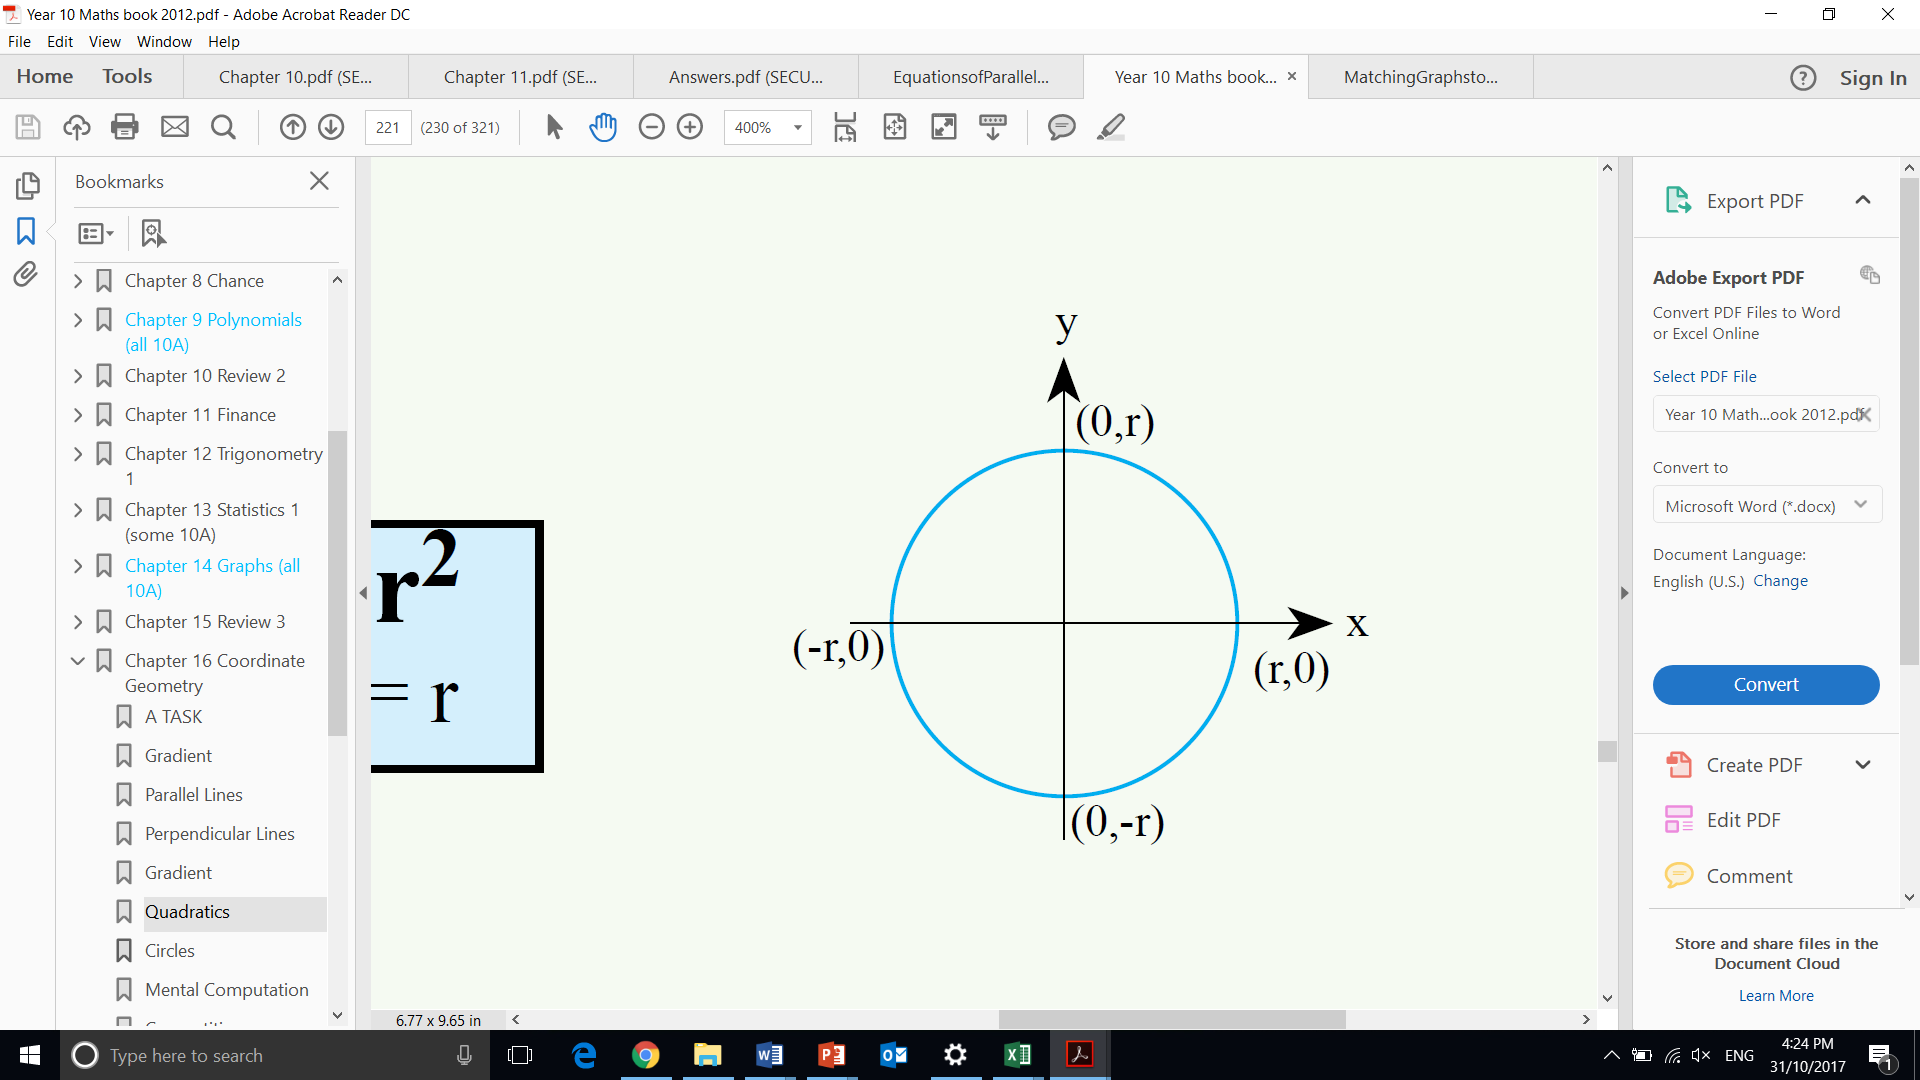 Year 10 Maths book 2012.pdf - Adobe Acrobat Reader DC
File Edit View Window Help
Home Tools Chapter 10.pdf (SE... Chapter 11.pdf (SE... Answers.pdf (SECU... EquationsofParallel... Year 10 Maths book... MatchingGraphsto... Sign In
221 (230 of 321) 400%
Bookmarks
Chapter 8 Chance
Chapter 9 Polynomials
(all 10A)
Chapter 10 Review 2
Chapter 11 Finance
Chapter 12 Trigonometry
1
Chapter 13 Statistics 1
(some 10A)
Chapter 14 Graphs (all
10A)
Chapter 15 Review 3
Chapter 16 Coordinate
Geometry
A TASK
Gradient
Parallel Lines
Perpendicular Lines
Gradient
Quadratics
Circles
Mental Computation
r²
= r
y
(0,r)
(-r,0)
x
(r,0)
(0,-r)
6.77 x 9.65 in
Export PDF
Adobe Export PDF
Convert PDF Files to Word
or Excel Online
Select PDF File
Year 10 Math...ook 2012.pdf
Convert to
Microsoft Word (*.docx)
Document Language:
English (U.S.) Change
Convert
Create PDF
Edit PDF
Comment
Store and share files in the
Document Cloud
Learn More
Type here to search
ENG
4:24 PM
31/10/2017
1